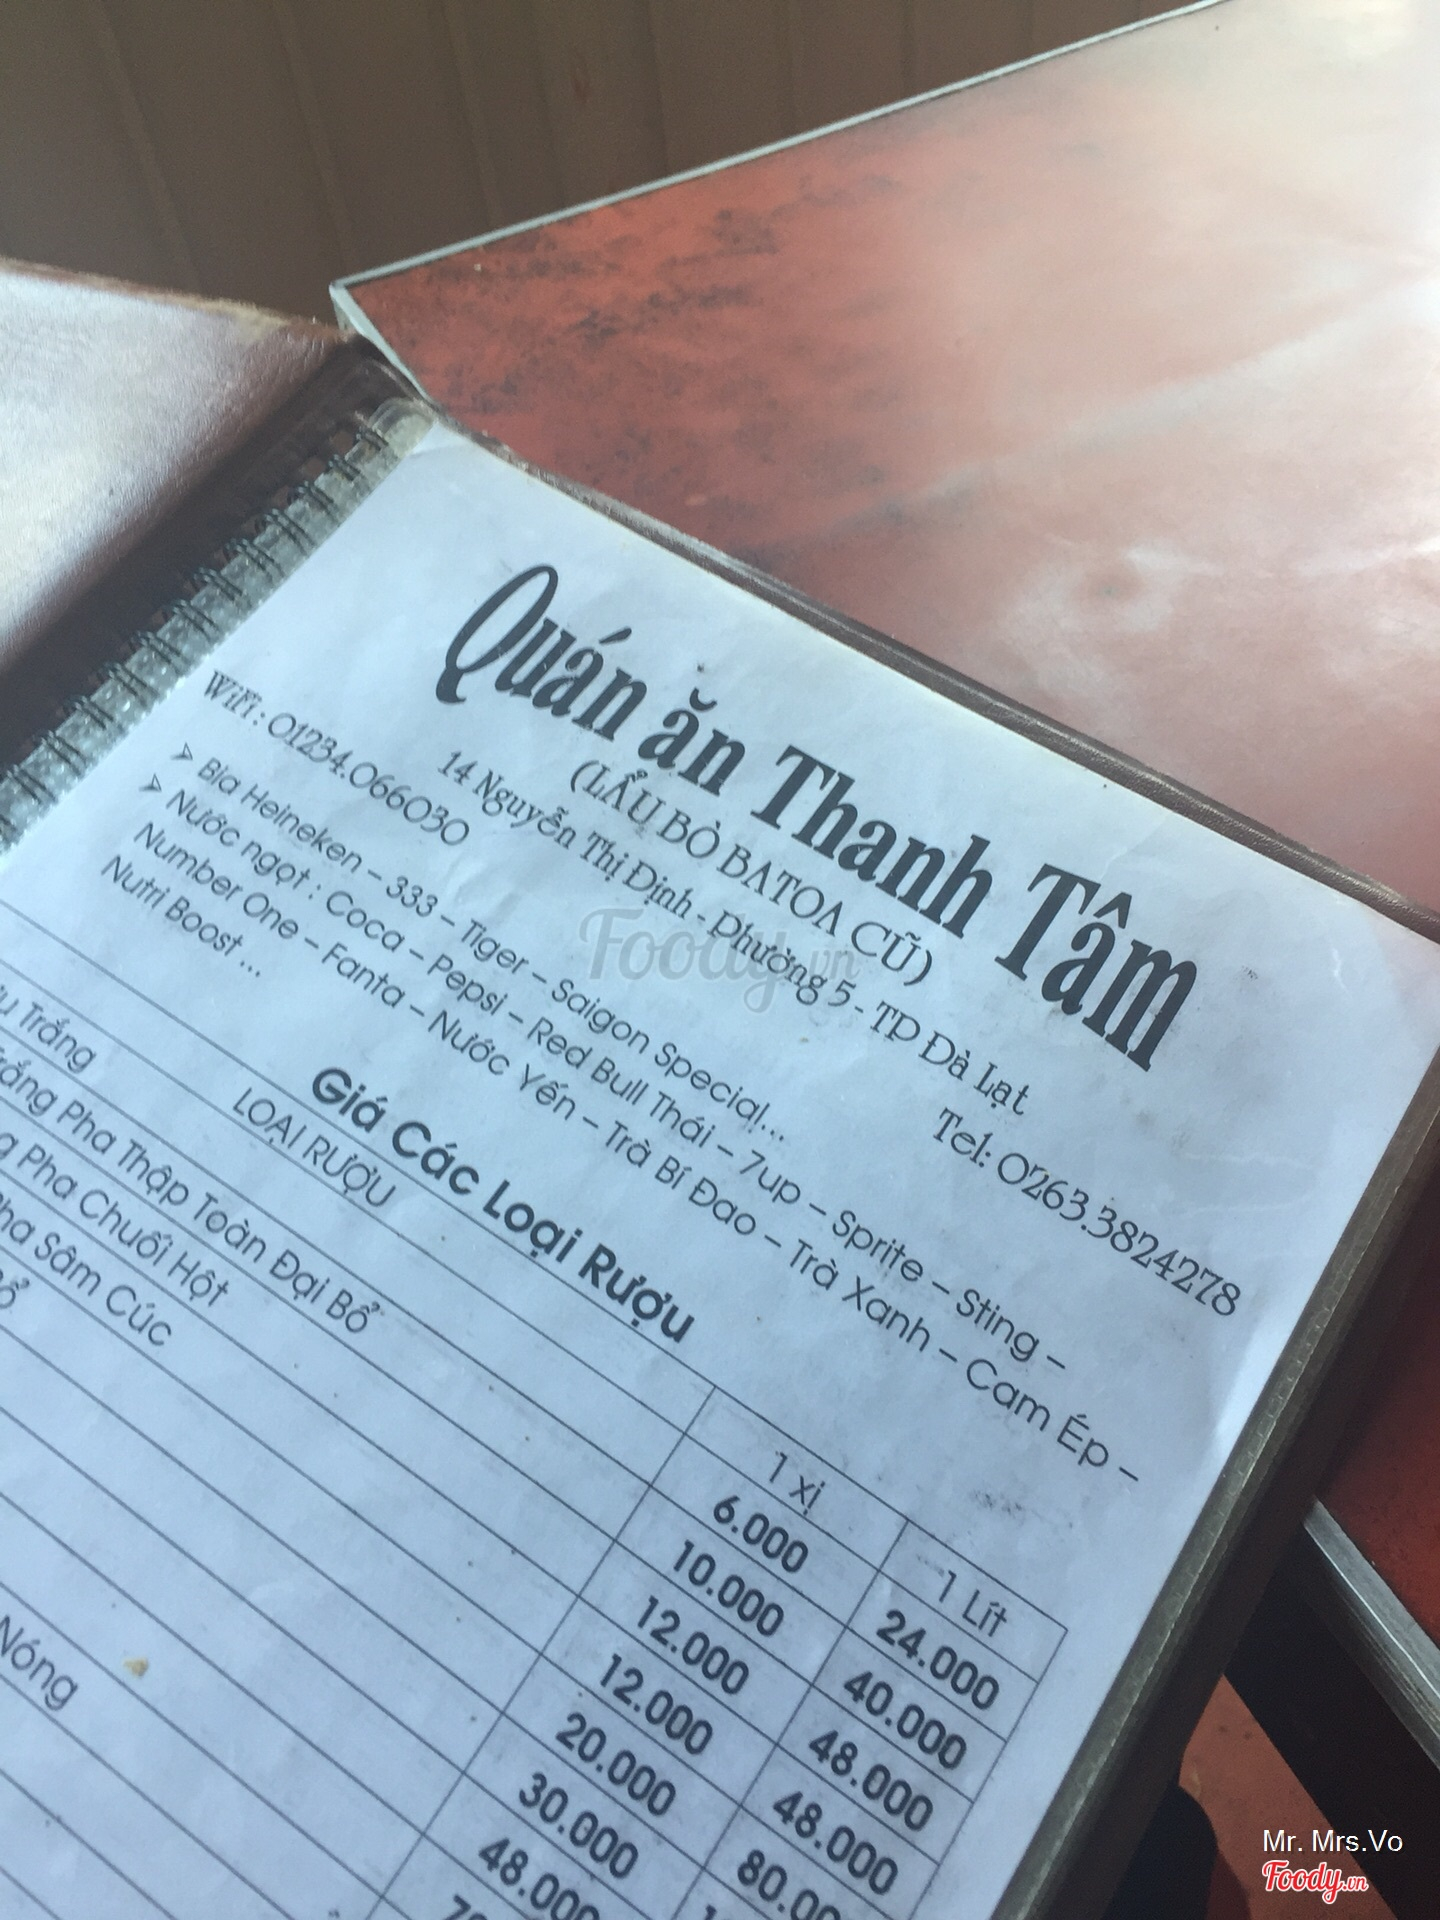 Quán ăn Thanh Tâm
(LẨU BÒ BATOA CŨ)
14 Nguyễn Thị Định - Phường 5 - TP Đà Lạt
WiFi : 01234.066030
Tel: 0263.3824278
➢ Bia Heineken – 333 – Tiger – Saigon Special...
➢ Nước ngọt : Coca – Pepsi – Red Bull Thái – 7up – Sprite – Sting –
Number One – Fanta – Nước Yến – Trà Bí Đao – Trà Xanh – Cam Ép –
Nutri Boost ...
Giá Các Loại Rượu
LOẠI RƯỢU 1 xị 1 Lít
Trắng 6.000 24.000
Pha Thập Toàn Đại Bổ 10.000 40.000
Pha Chuối Hột 12.000 48.000
Sâm Cúc 12.000 48.000
20.000
30.000
48.000
Nóng
Foody.vn
Mr. Mrs.Vo
Foody.vn